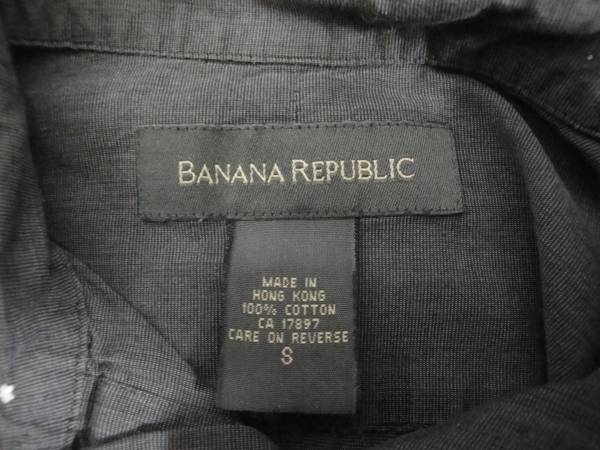 BANANA REPUBLIC
MADE IN
HONG KONG
100% COTTON
CA 17897
CARE ON REVERSE
S